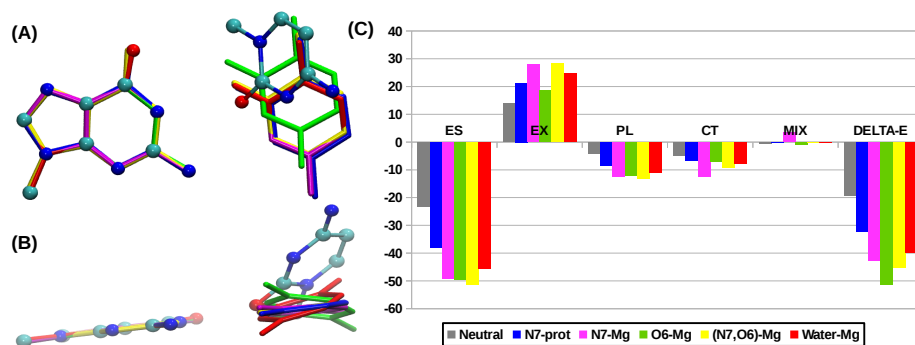 (A)
(B)
(C)
40
30
20
10
0
-10
-20
-30
-40
-50
-60
ES EX PL CT MIX DELTA-E
Neutral N7-prot N7-Mg O6-Mg (N7,O6)-Mg Water-Mg